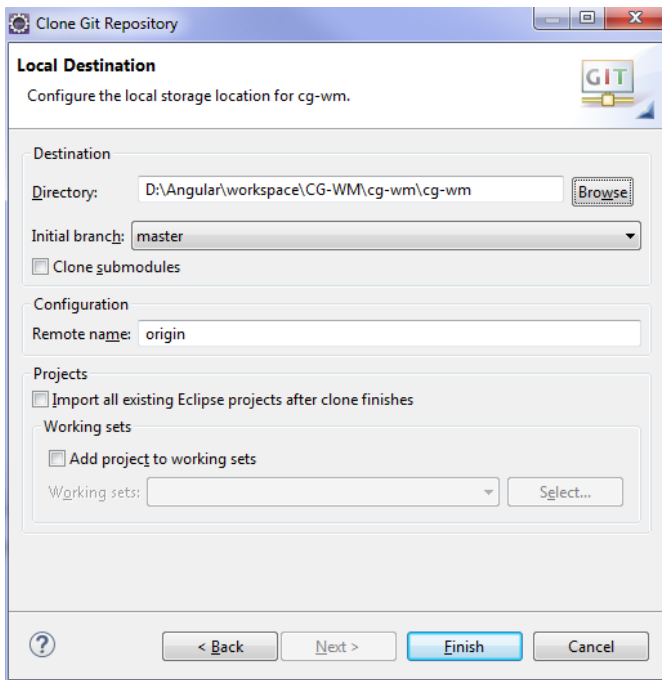 Clone Git Repository
Local Destination
Configure the local storage location for cg-wm.
GIT
Destination
Directory: D:\Angular\workspace\CG-WM\cg-wm\cg-wm Browse
Initial branch: master
Clone submodules
Configuration
Remote name: origin
Projects
Import all existing Eclipse projects after clone finishes
Working sets
Add project to working sets
Working sets: Select...
? < Back Next > Finish Cancel